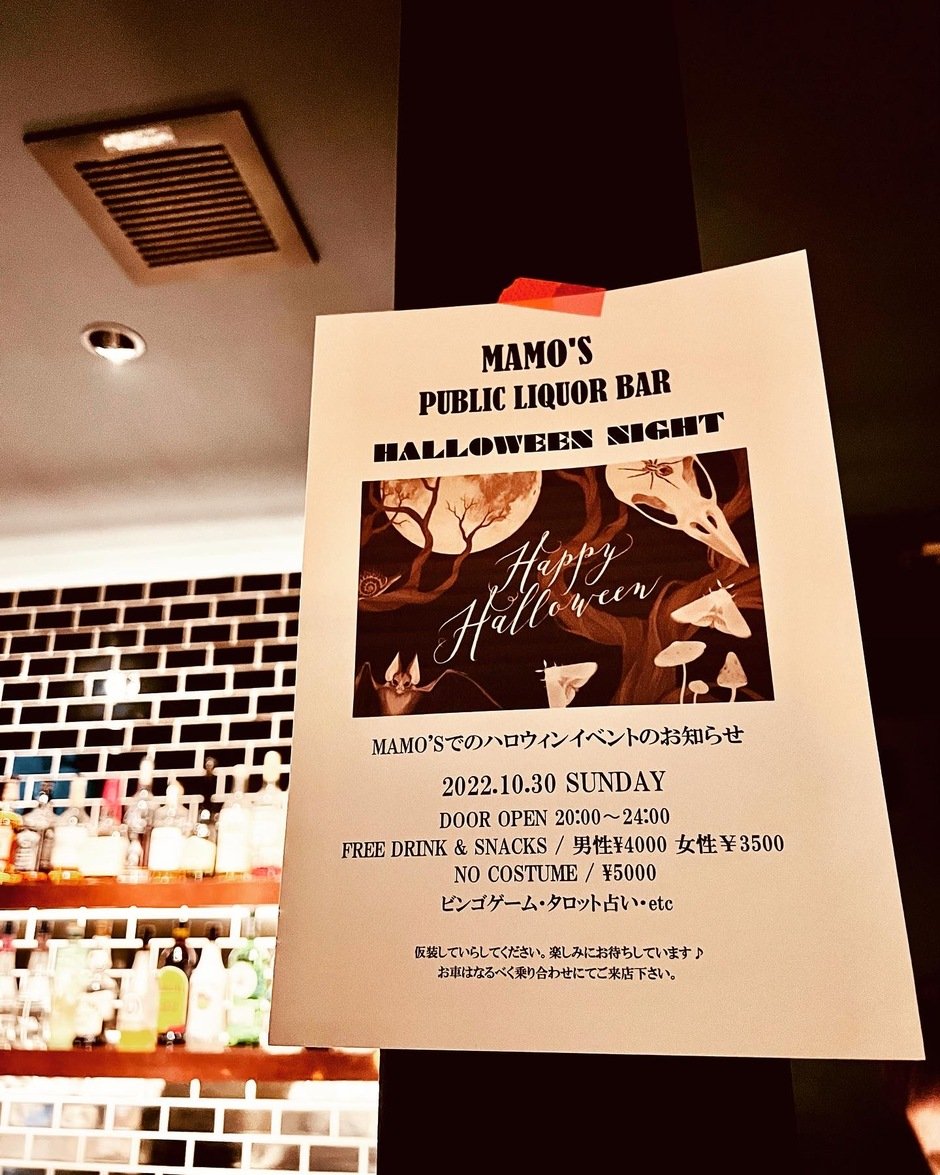 MAMO'S
PUBLIC LIQUOR BAR
HALLOWEEN NIGHT
Happy
Halloween
MAMO'Sでのハロウィンイベントのお知らせ
2022.10.30 SUNDAY
DOOR OPEN 20:00～24:00
FREE DRINK & SNACKS / 男性¥4000 女性￥3500
NO COSTUME / ¥5000
ビンゴゲーム・タロット占い・etc
仮装していらしてください。楽しみにお待ちしています♪
お車はなるべく乗り合わせにてご来店下さい。